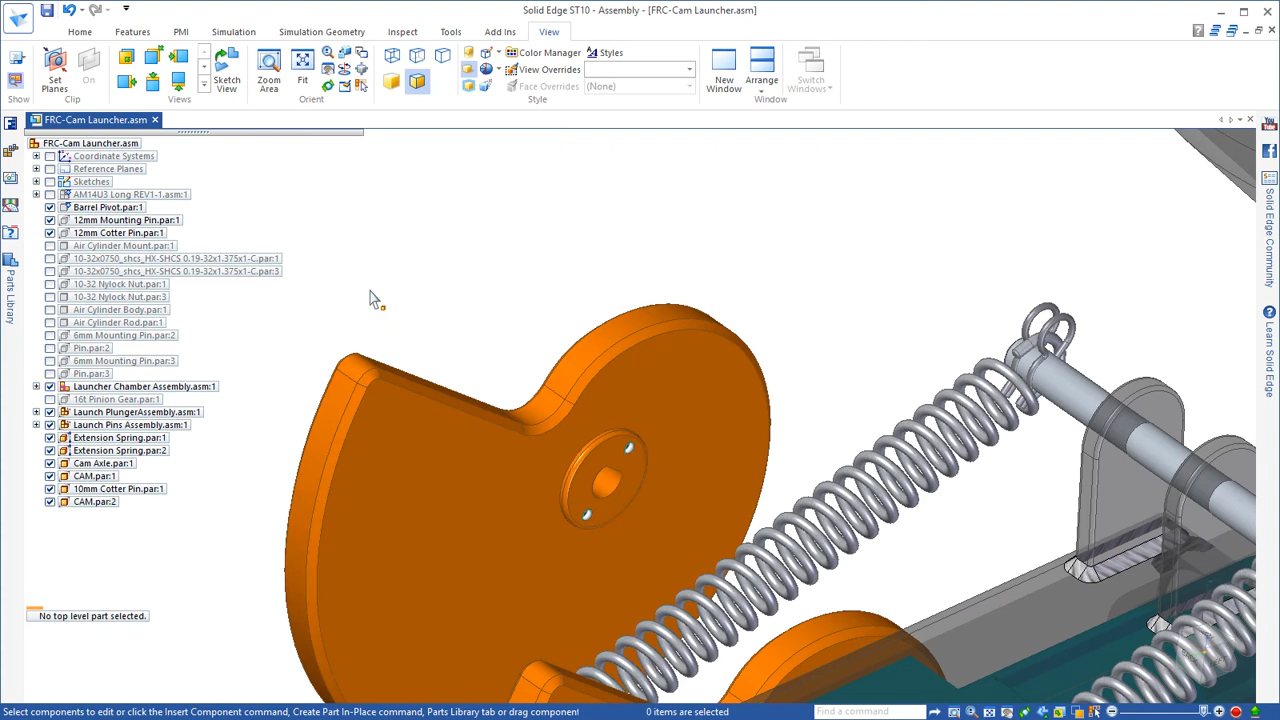 Solid Edge ST10 - Assembly - [FRC-Cam Launcher.asm]
Home
Features
PMI
Simulation
Simulation Geometry
Inspect
Tools
Add Ins
View
Set Planes
On
Sketch View
Zoom Area
Fit
Color Manager
Styles
View Overrides
Face Overrides
(None)
New Window
Arrange
Switch Windows
Show
Clip
Views
Orient
Style
Window
FRC-Cam Launcher.asm
FRC-Cam Launcher.asm
Coordinate Systems
Reference Planes
Sketches
AM14U3 Long REV1-1.asm:1
Barrel Pivot.par:1
12mm Mounting Pin.par:1
12mm Cotter Pin.par:1
Air Cylinder Mount.par:1
10-32x0750_shcs_HX-SHCS 0.19-32x1.375x1-C.par:1
10-32x0750_shcs_HX-SHCS 0.19-32x1.375x1-C.par:3
10-32 Nylock Nut.par:1
10-32 Nylock Nut.par:3
Air Cylinder Body.par:1
Air Cylinder Rod.par:1
6mm Mounting Pin.par:2
Pin.par:2
6mm Mounting Pin.par:3
Pin.par:3
Launcher Chamber Assembly.asm:1
16t Pinion Gear.par:1
Launch PlungerAssembly.asm:1
Launch Pins Assembly.asm:1
Extension Spring.par:1
Extension Spring.par:2
Cam Axle.par:1
CAM.par:1
10mm Cotter Pin.par:1
CAM.par:2
No top level part selected.
Parts Library
You Tube
Solid Edge Community
Learn Solid Edge
Select components to edit or click the Insert Component command, Create Part In-Place command, Parts Library tab or drag component
0 items are selected
Find a command